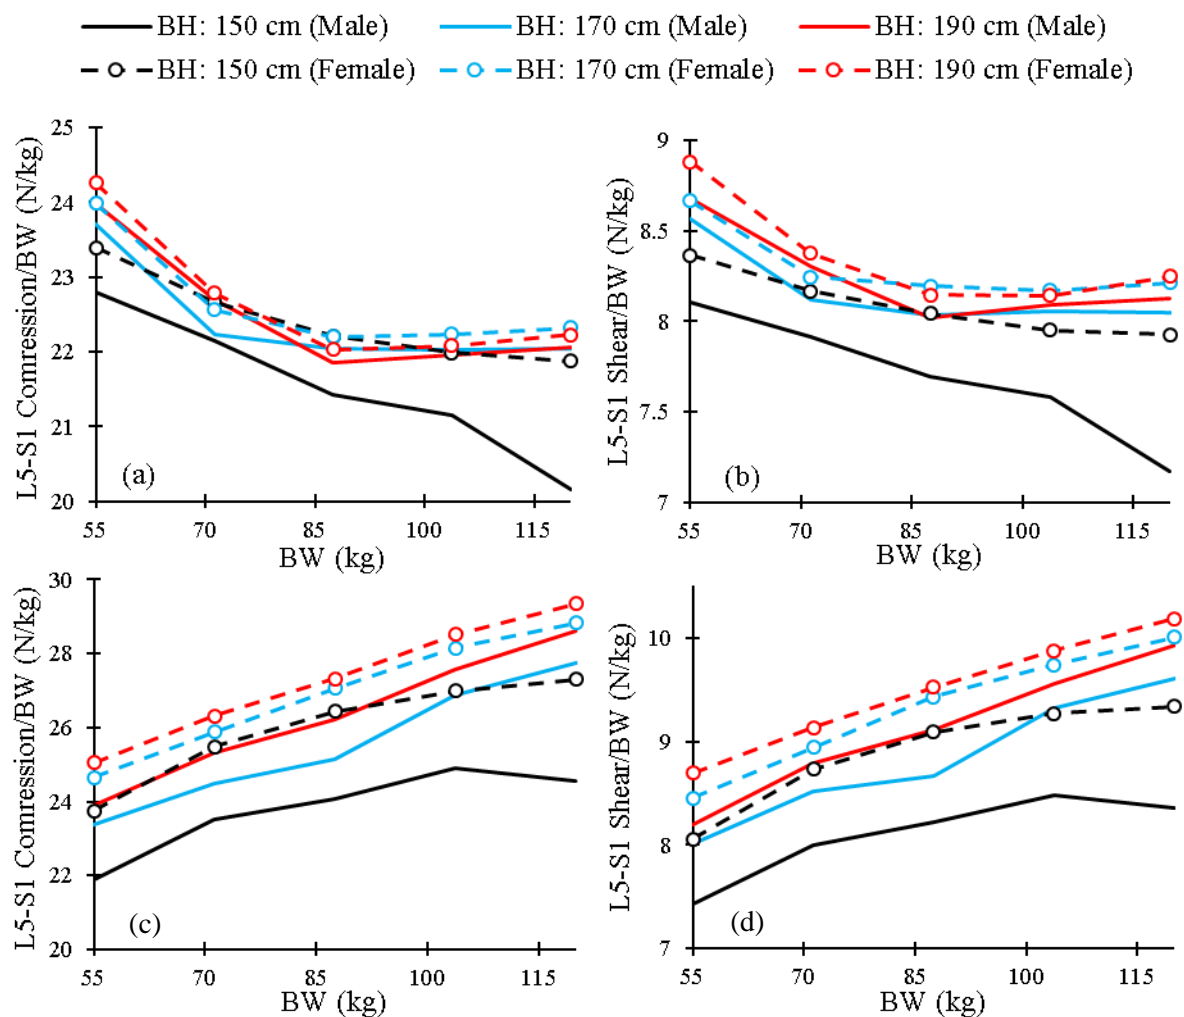 BH: 150 cm (Male) BH: 170 cm (Male) BH: 190 cm (Male)
BH: 150 cm (Female) BH: 170 cm (Female) BH: 190 cm (Female)
L5-S1 Comression/BW (N/kg)
25
24
23
22
21
20
(a)
55 70 85 100 115
BW (kg)
L5-S1 Shear/BW (N/kg)
9
8.5
8
7.5
7
(b)
55 70 85 100 115
BW (kg)
L5-S1 Comression/BW (N/kg)
30
28
26
24
22
20
(c)
55 70 85 100 115
BW (kg)
L5-S1 Shear/BW (N/kg)
10
9
8
7
(d)
55 70 85 100 115
BW (kg)